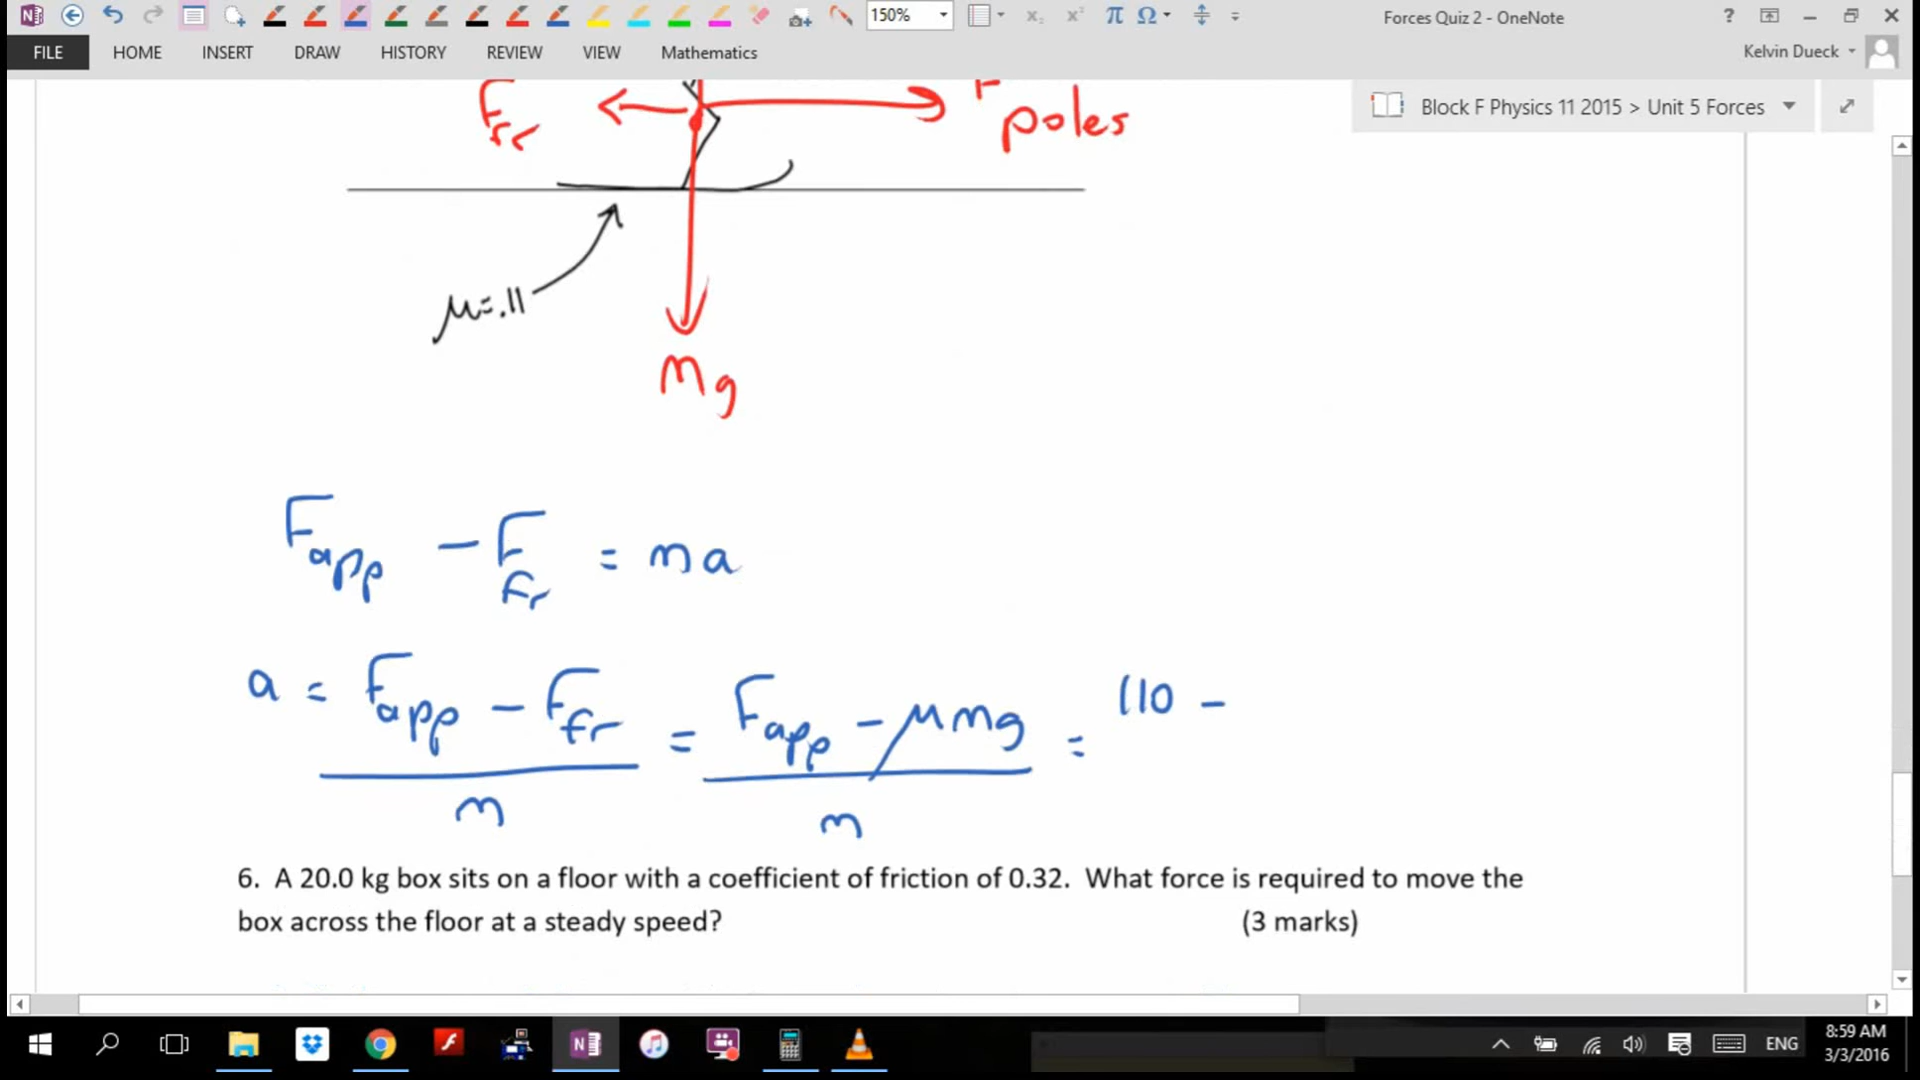 150%
Forces Quiz 2 - OneNote
?
FILE HOME INSERT DRAW HISTORY REVIEW VIEW Mathematics
Kelvin Dueck
Block F Physics 11 2015 > Unit 5 Forces
F fr
F poles
μ=.11
mg
Fapp - Ffr = ma
a = Fapp - Ffr / m = Fapp - μmg / m = 110 -
6. A 20.0 kg box sits on a floor with a coefficient of friction of 0.32. What force is required to move the
box across the floor at a steady speed? (3 marks)
ENG
8:59 AM
3/3/2016